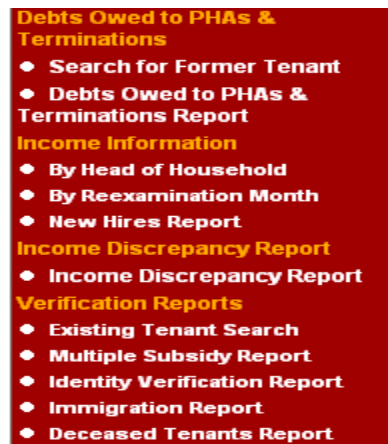 Debts Owed to PHAs &
Terminations
● Search for Former Tenant
● Debts Owed to PHAs &
Terminations Report
Income Information
● By Head of Household
● By Reexamination Month
● New Hires Report
Income Discrepancy Report
● Income Discrepancy Report
Verification Reports
● Existing Tenant Search
● Multiple Subsidy Report
● Identity Verification Report
● Immigration Report
● Deceased Tenants Report